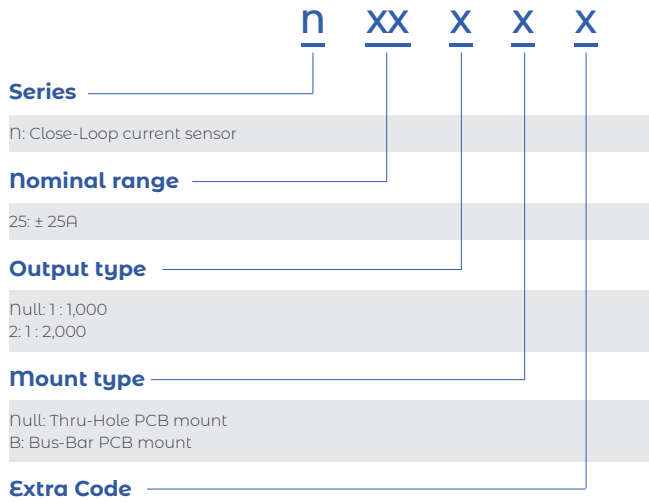 n xx x x x
Series
N: Close-Loop current sensor
Nominal range
25: ± 25A
Output type
Null: 1 : 1,000
2: 1 : 2,000
Mount type
Null: Thru-Hole PCB mount
B: Bus-Bar PCB mount
Extra Code